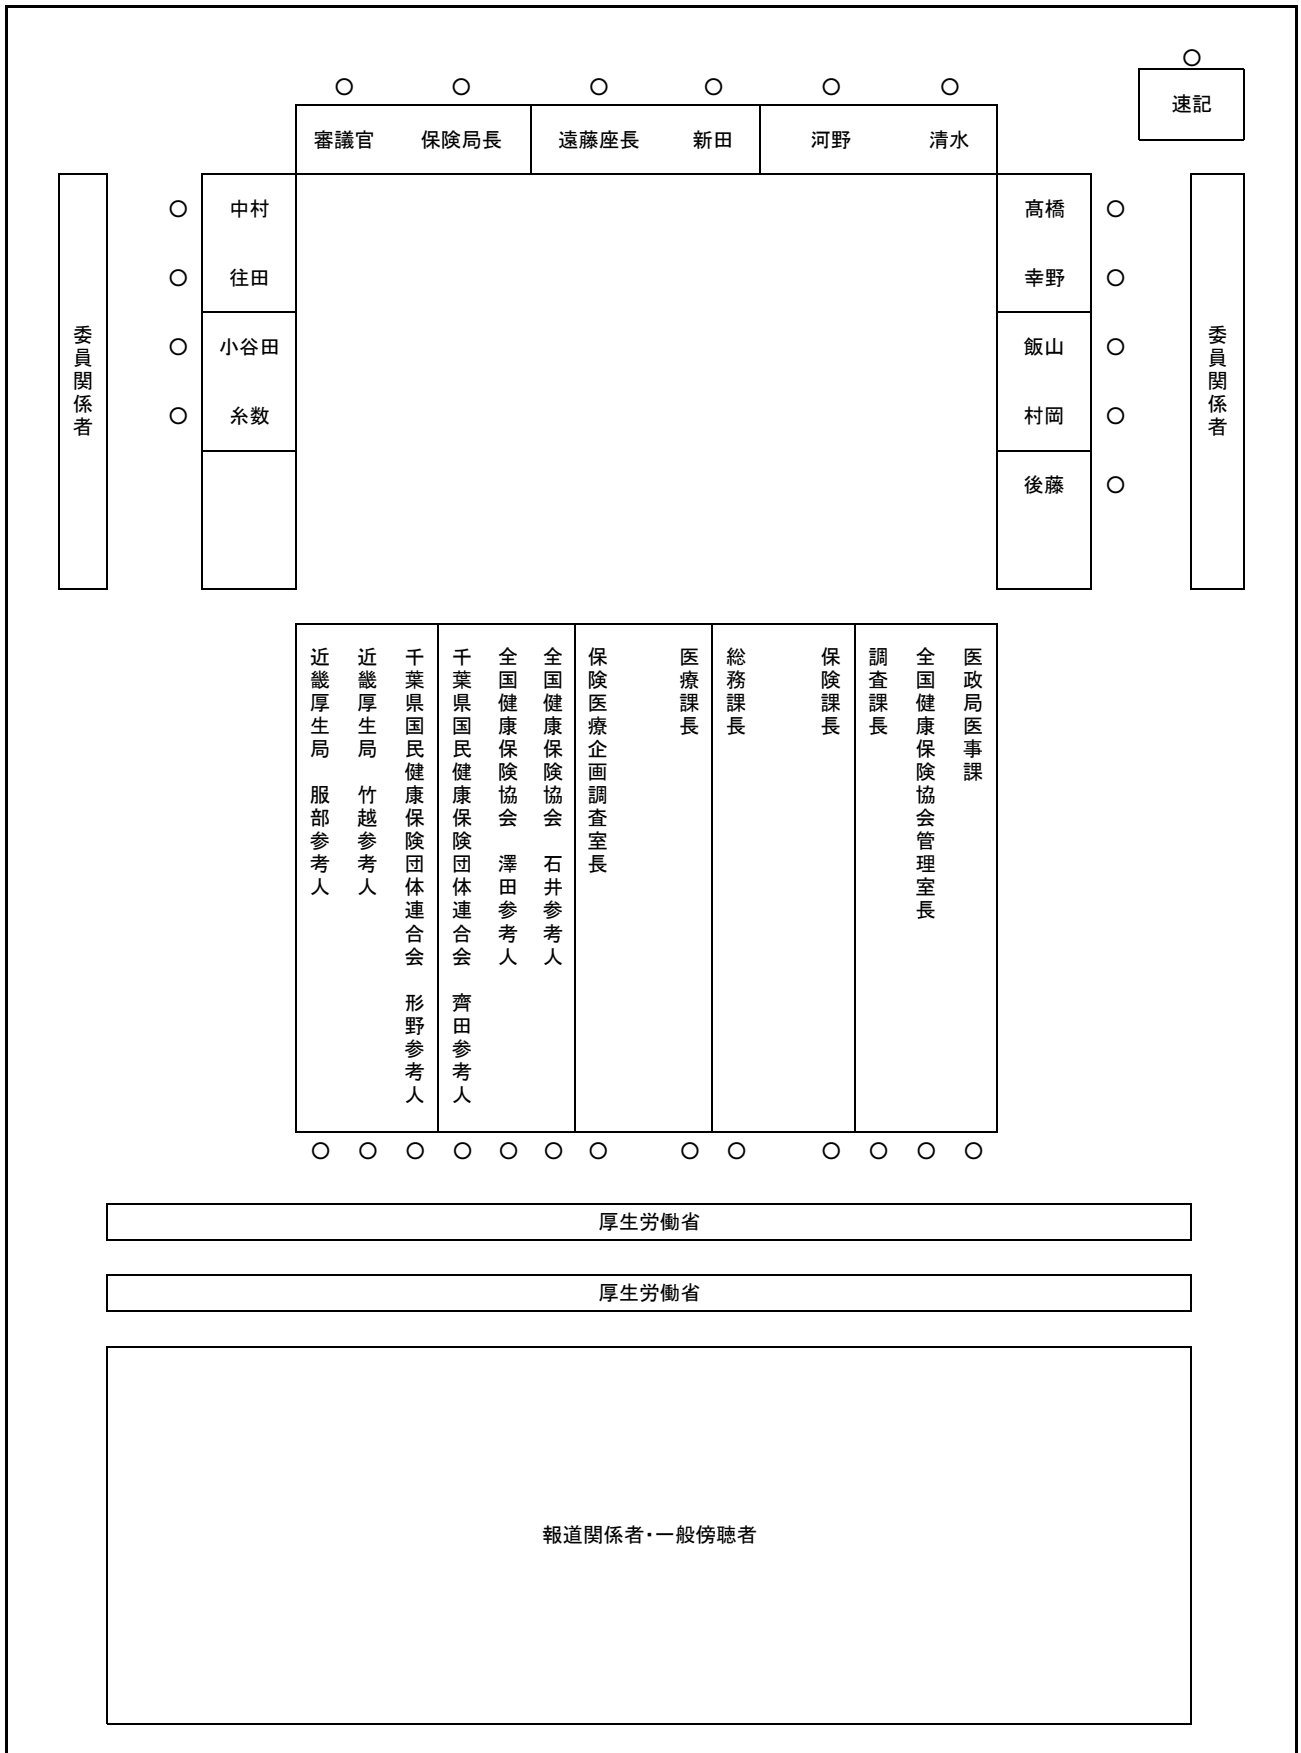 速記
審議官 保険局長 遠藤座長 新田 河野 清水
中村
往田
小谷田
糸数
髙橋
幸野
飯山
村岡
後藤
委員関係者
委員関係者
近畿厚生局 服部参考人
近畿厚生局 竹越参考人
千葉県国民健康保険団体連合会 形野参考人
千葉県国民健康保険団体連合会 齊田参考人
全国健康保険協会 澤田参考人
全国健康保険協会 石井参考人
保険医療企画調査室長
医療課長
総務課長
保険課長
調査課長
全国健康保険協会管理室長
医政局医事課
厚生労働省
厚生労働省
報道関係者・一般傍聴者